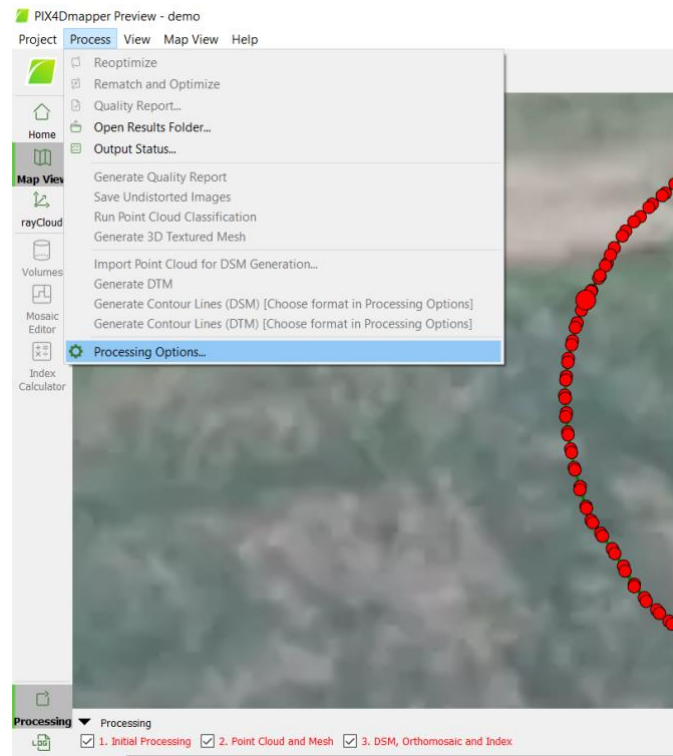 PIX4Dmapper Preview - demo
Project Process View Map View Help
Reoptimize
Rematch and Optimize
Quality Report...
Open Results Folder...
Output Status...
Generate Quality Report
Save Undistorted Images
Run Point Cloud Classification
Generate 3D Textured Mesh
Import Point Cloud for DSM Generation...
Generate DTM
Generate Contour Lines (DSM) [Choose format in Processing Options]
Generate Contour Lines (DTM) [Choose format in Processing Options]
Processing Options...
Home
Map View
rayCloud
Volumes
Mosaic
Editor
Index
Calculator
Processing
Processing
LOG
1. Initial Processing 2. Point Cloud and Mesh 3. DSM, Orthomosaic and Index